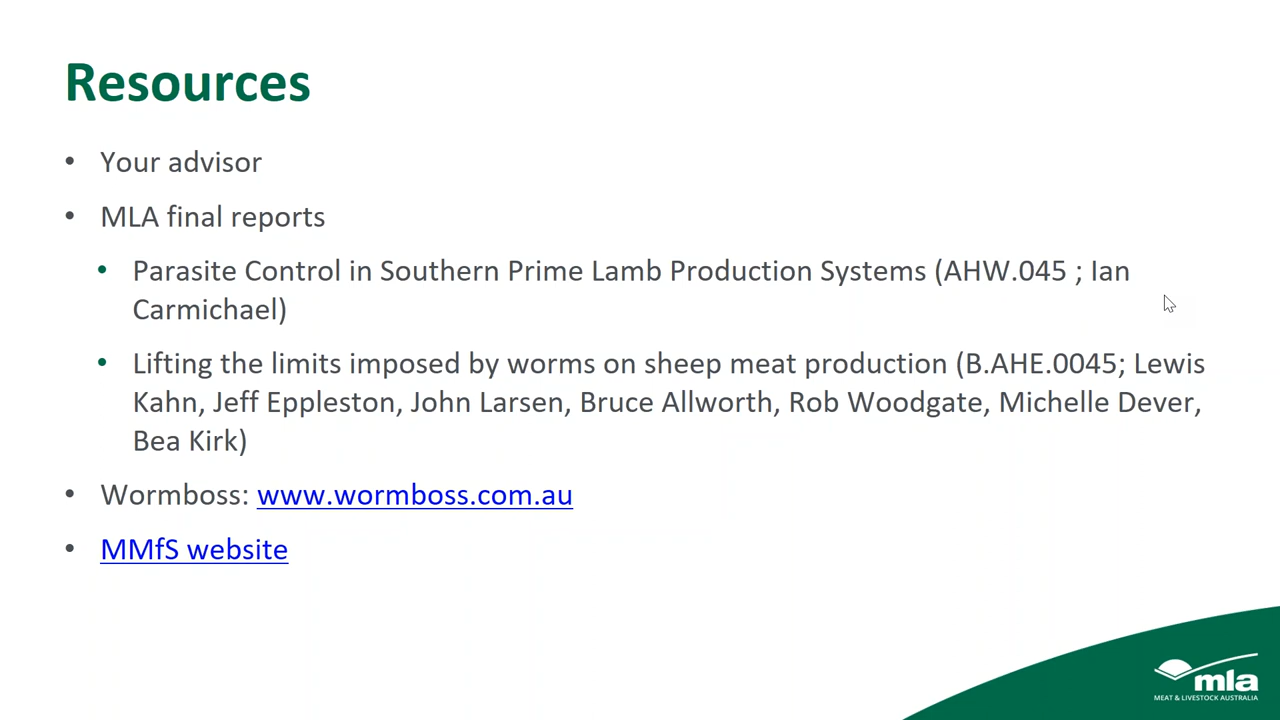 Resources
• Your advisor
• MLA final reports
• Parasite Control in Southern Prime Lamb Production Systems (AHW.045 ; Ian
Carmichael)
• Lifting the limits imposed by worms on sheep meat production (B.AHE.0045; Lewis
Kahn, Jeff Eppleston, John Larsen, Bruce Allworth, Rob Woodgate, Michelle Dever,
Bea Kirk)
• Wormboss: www.wormboss.com.au
• MMfS website
mla
MEAT & LIVESTOCK AUSTRALIA